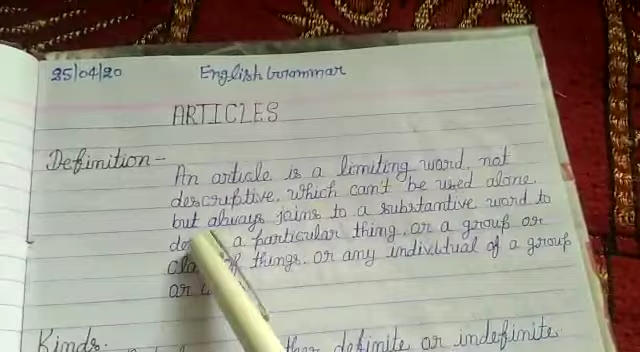 25/04/20 English Grammar
ARTICLES
Definition- An article is a limiting word, not
descriptive, which can't be used alone,
but always joins to a substantive word to
a particular thing, or a group or
of things, or any individual of a group
or
Kinds.
definite or indefinite.